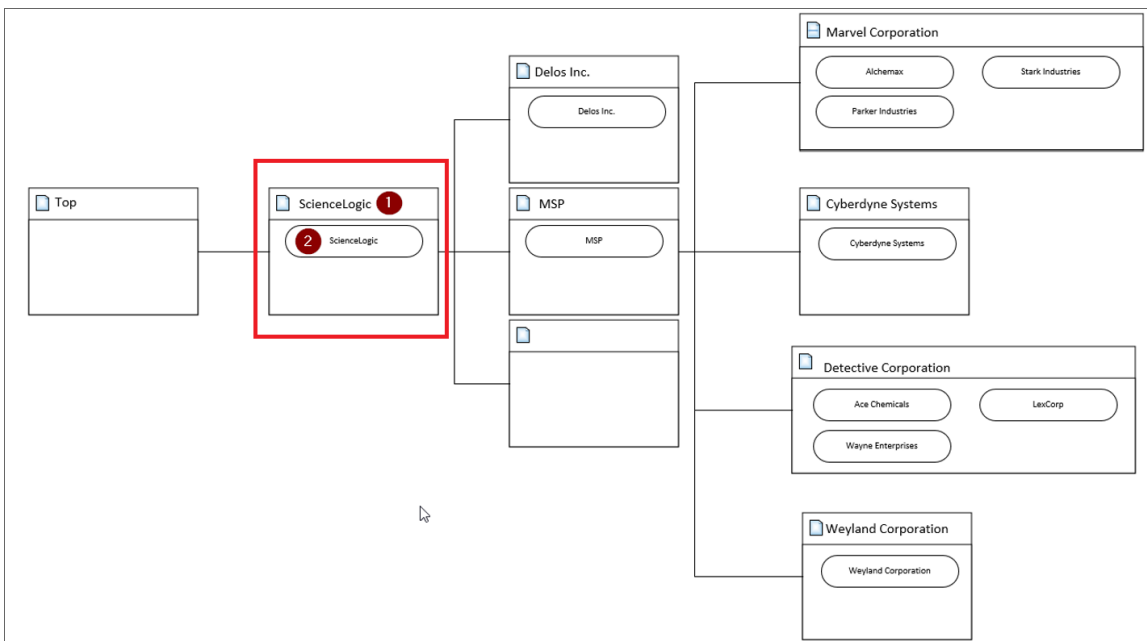 Top
ScienceLogic 1
2 ScienceLogic
Delos Inc.
Delos Inc.
MSP
MSP
Marvel Corporation
Alchemax
Stark Industries
Parker Industries
Cyberdyne Systems
Cyberdyne Systems
Detective Corporation
Ace Chemicals
LexCorp
Wayne Enterprises
Weyland Corporation
Weyland Corporation